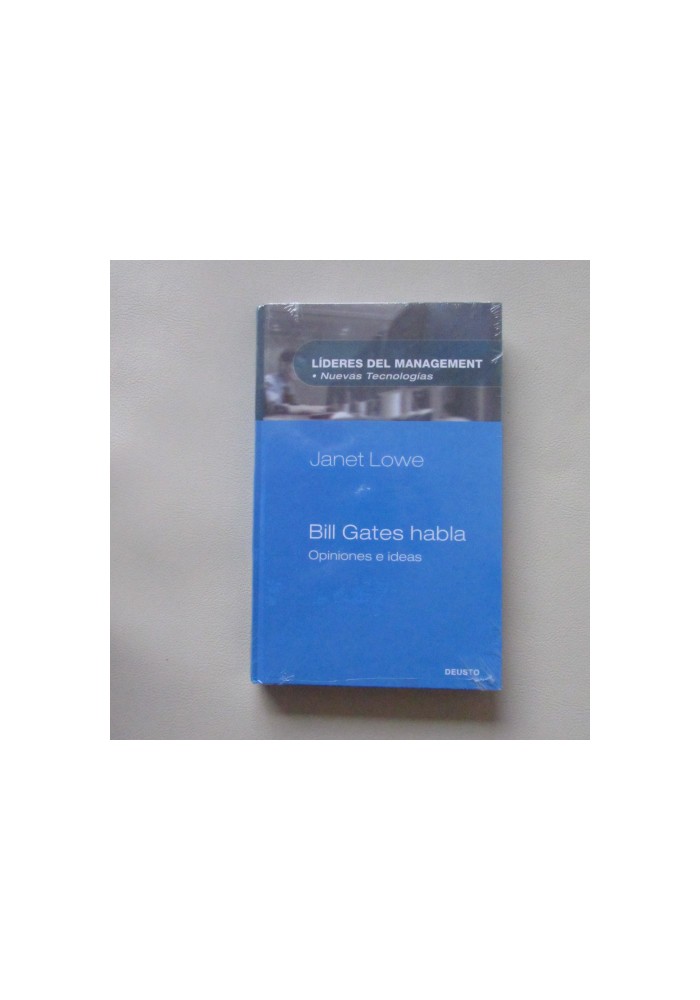 LÍDERES DEL MANAGEMENT
• Nuevas Tecnologías
Janet Lowe
Bill Gates habla
Opiniones e ideas
DEUSTO